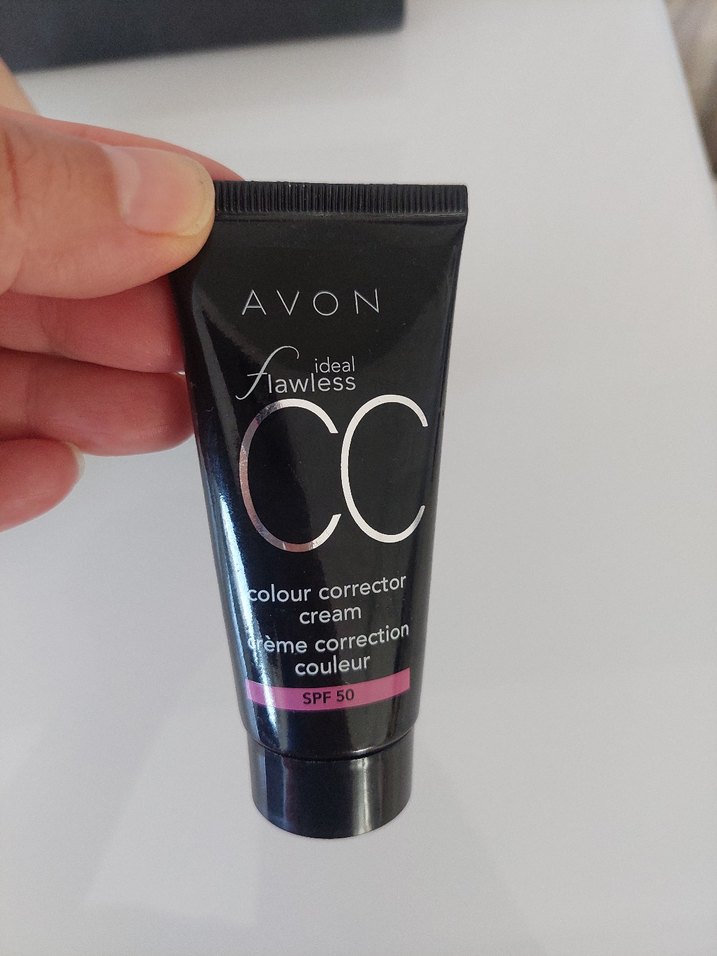 AVON
ideal
flawless
CC
colour corrector
cream
crème correction
couleur
SPF 50